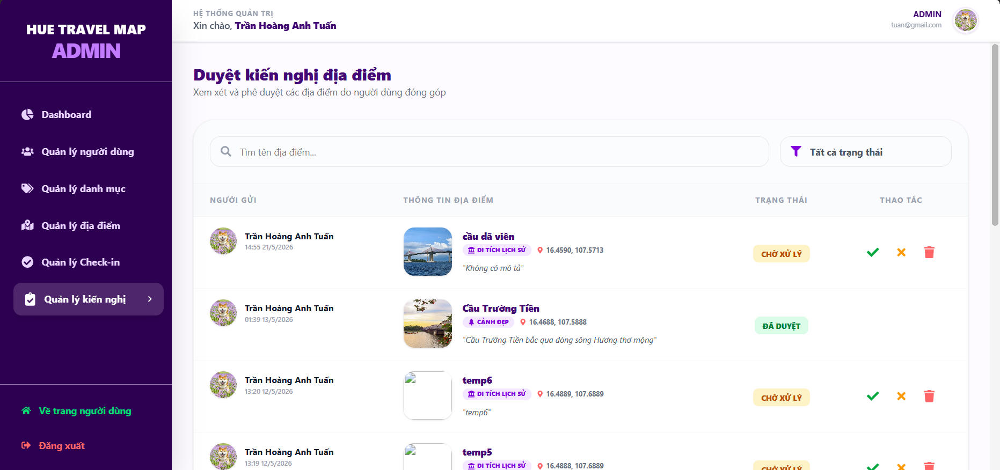 HUE TRAVEL MAP
ADMIN
Dashboard
Quản lý người dùng
Quản lý danh mục
Quản lý địa điểm
Quản lý Check-in
Quản lý kiến nghị
Về trang người dùng
Đăng xuất
HỆ THỐNG QUẢN TRỊ
Xin chào, Trần Hoàng Anh Tuấn
ADMIN
tuan@gmail.com
Duyệt kiến nghị địa điểm
Xem xét và phê duyệt các địa điểm do người dùng đóng góp
Tìm tên địa điểm...
Tất cả trạng thái
NGƯỜI GỬI THÔNG TIN ĐỊA ĐIỂM TRẠNG THÁI THAO TÁC
Trần Hoàng Anh Tuấn
14:55 21/5/2026
cầu dã viên
DI TÍCH LỊCH SỬ 16.4590, 107.5713
"Không có mô tả"
CHỜ XỬ LÝ
Trần Hoàng Anh Tuấn
01:39 13/5/2026
Cầu Trường Tiền
CẢNH ĐẸP 16.4688, 107.5888
"Cầu Trường Tiền bắc qua dòng sông Hương thơ mộng"
ĐÃ DUYỆT
Trần Hoàng Anh Tuấn
13:20 12/5/2026
temp6
DI TÍCH LỊCH SỬ 16.4889, 107.6889
"temp6"
CHỜ XỬ LÝ
Trần Hoàng Anh Tuấn
13:19 12/5/2026
temp5
DI TÍCH LỊCH SỬ 16.4888, 107.6889
CHỜ XỬ LÝ